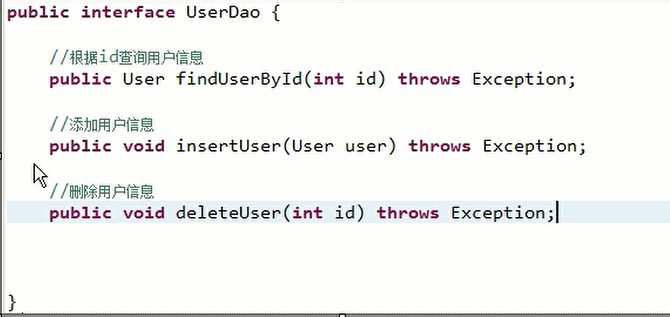 public interface UserDao {
//根据id查询用户信息
public User findUserById(int id) throws Exception;
//添加用户信息
public void insertUser(User user) throws Exception;
//删除用户信息
public void deleteUser(int id) throws Exception;
}